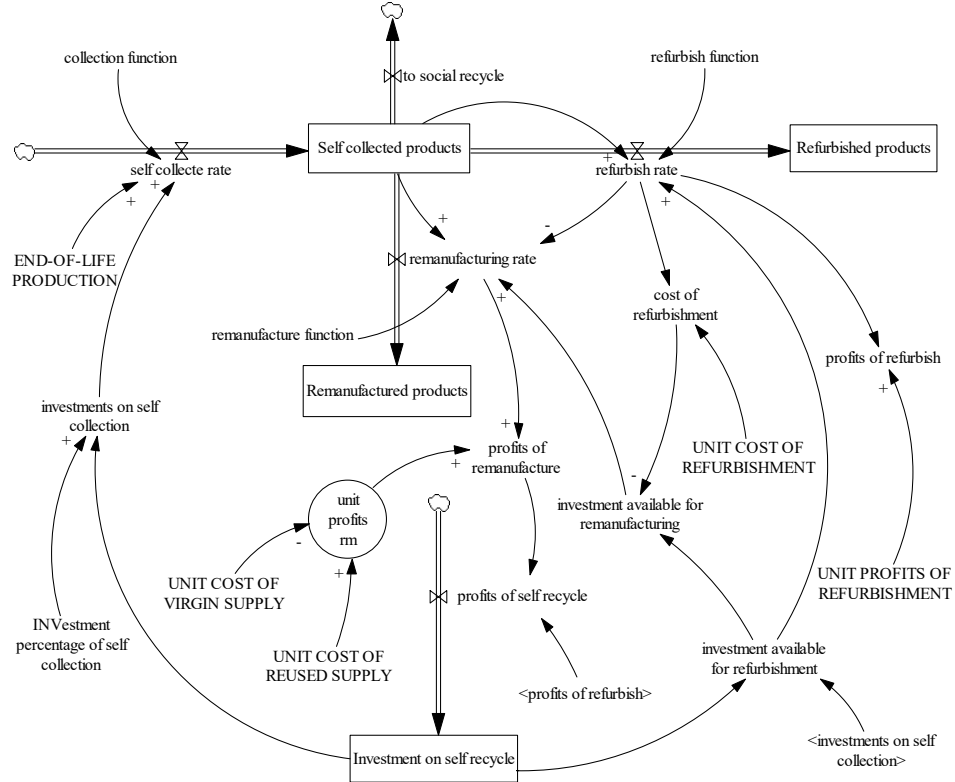 collection function
to social recycle
refurbish function
Self collected products
Refurbished products
self collecte rate
+
+
+
refurbish rate
+
+
-
END-OF-LIFE
PRODUCTION
remanufacturing rate
+
cost of
refurbishment
remanufacture function
profits of refurbish
+
Remanufactured products
investments on self
collection
+
+
profits of
remanufacture
+
UNIT COST OF
REFURBISHMENT
-
investment available for
remanufacturing
unit
profits
rm
-
+
UNIT COST OF
VIRGIN SUPPLY
UNIT PROFITS OF
REFURBISHMENT
profits of self recycle
INVestment
percentage of self
collection
UNIT COST OF
REUSED SUPPLY
investment available
for refurbishment
<profits of refurbish>
<investments on self
collection>
Investment on self recycle